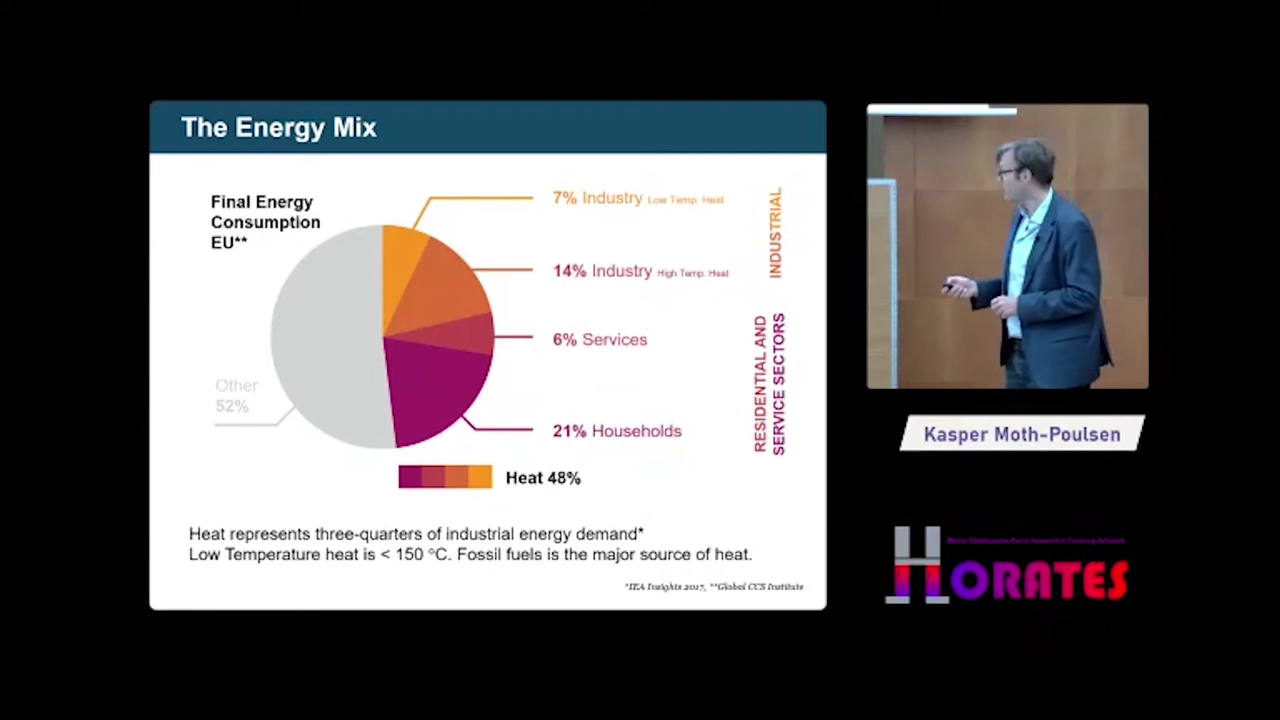 The Energy Mix
Final Energy
Consumption
EU**
7% Industry Low Temp. Heat
14% Industry High Temp. Heat
6% Services
21% Households
Other
52%
Heat 48%
INDUSTRIAL
RESIDENTIAL AND
SERVICE SECTORS
Heat represents three-quarters of industrial energy demand*
Low Temperature heat is < 150 °C. Fossil fuels is the major source of heat.
*IEA Insights 2017, **Global CCS Institute
Kasper Moth-Poulsen
HORATES